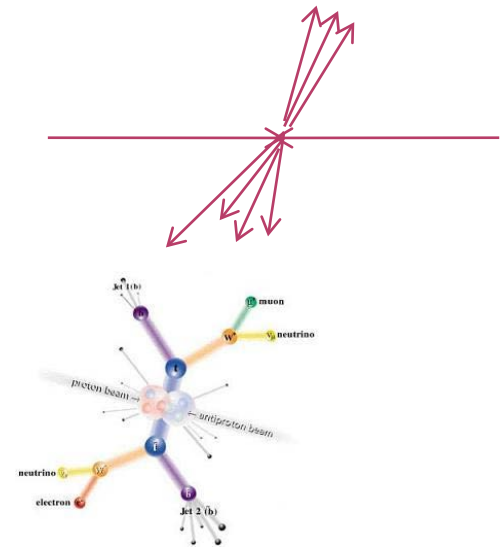 Jet 1(b)
muon
W
neutrino
t
proton beam
antiproton beam
t
neutrino
electron
b
Jet 2 (b)